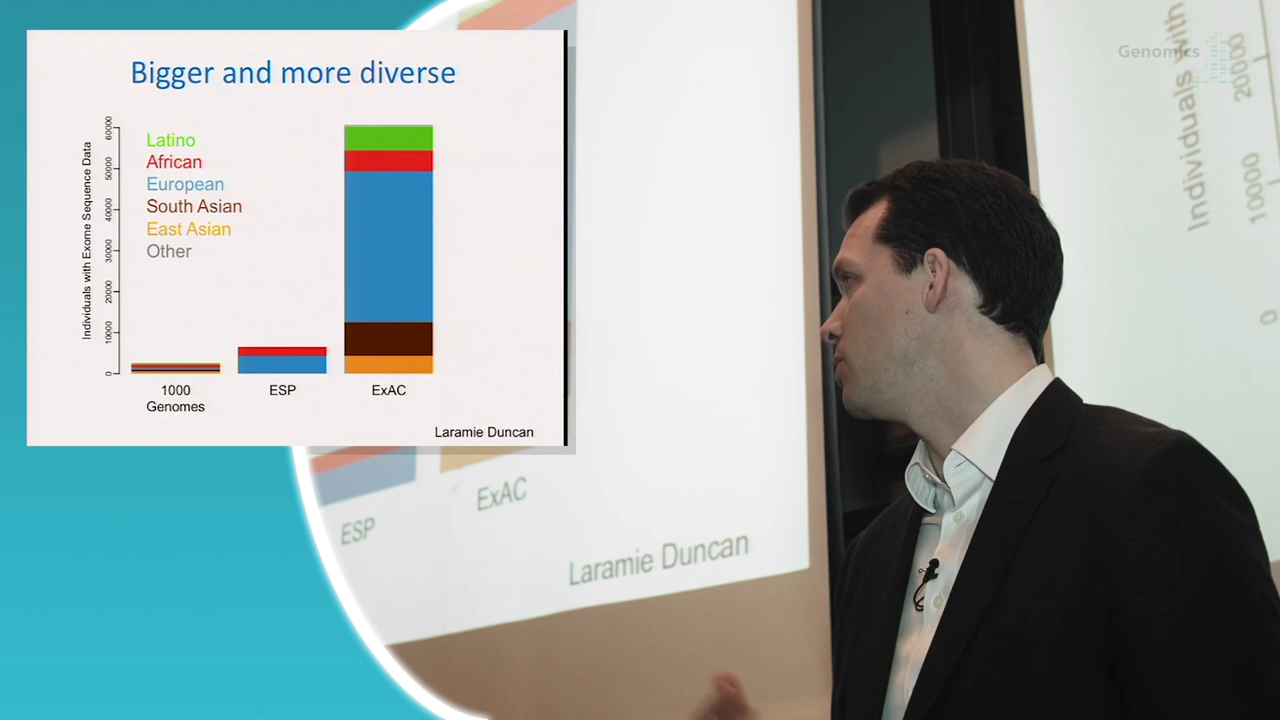 Bigger and more diverse
Individuals with Exome Sequence Data
60000
50000
40000
30000
20000
10000
0
Latino
African
European
South Asian
East Asian
Other
1000
Genomes
ESP
ExAC
Laramie Duncan
ESP
ExAC
Laramie Duncan
Genomics
Individuals with
20000
10000
0